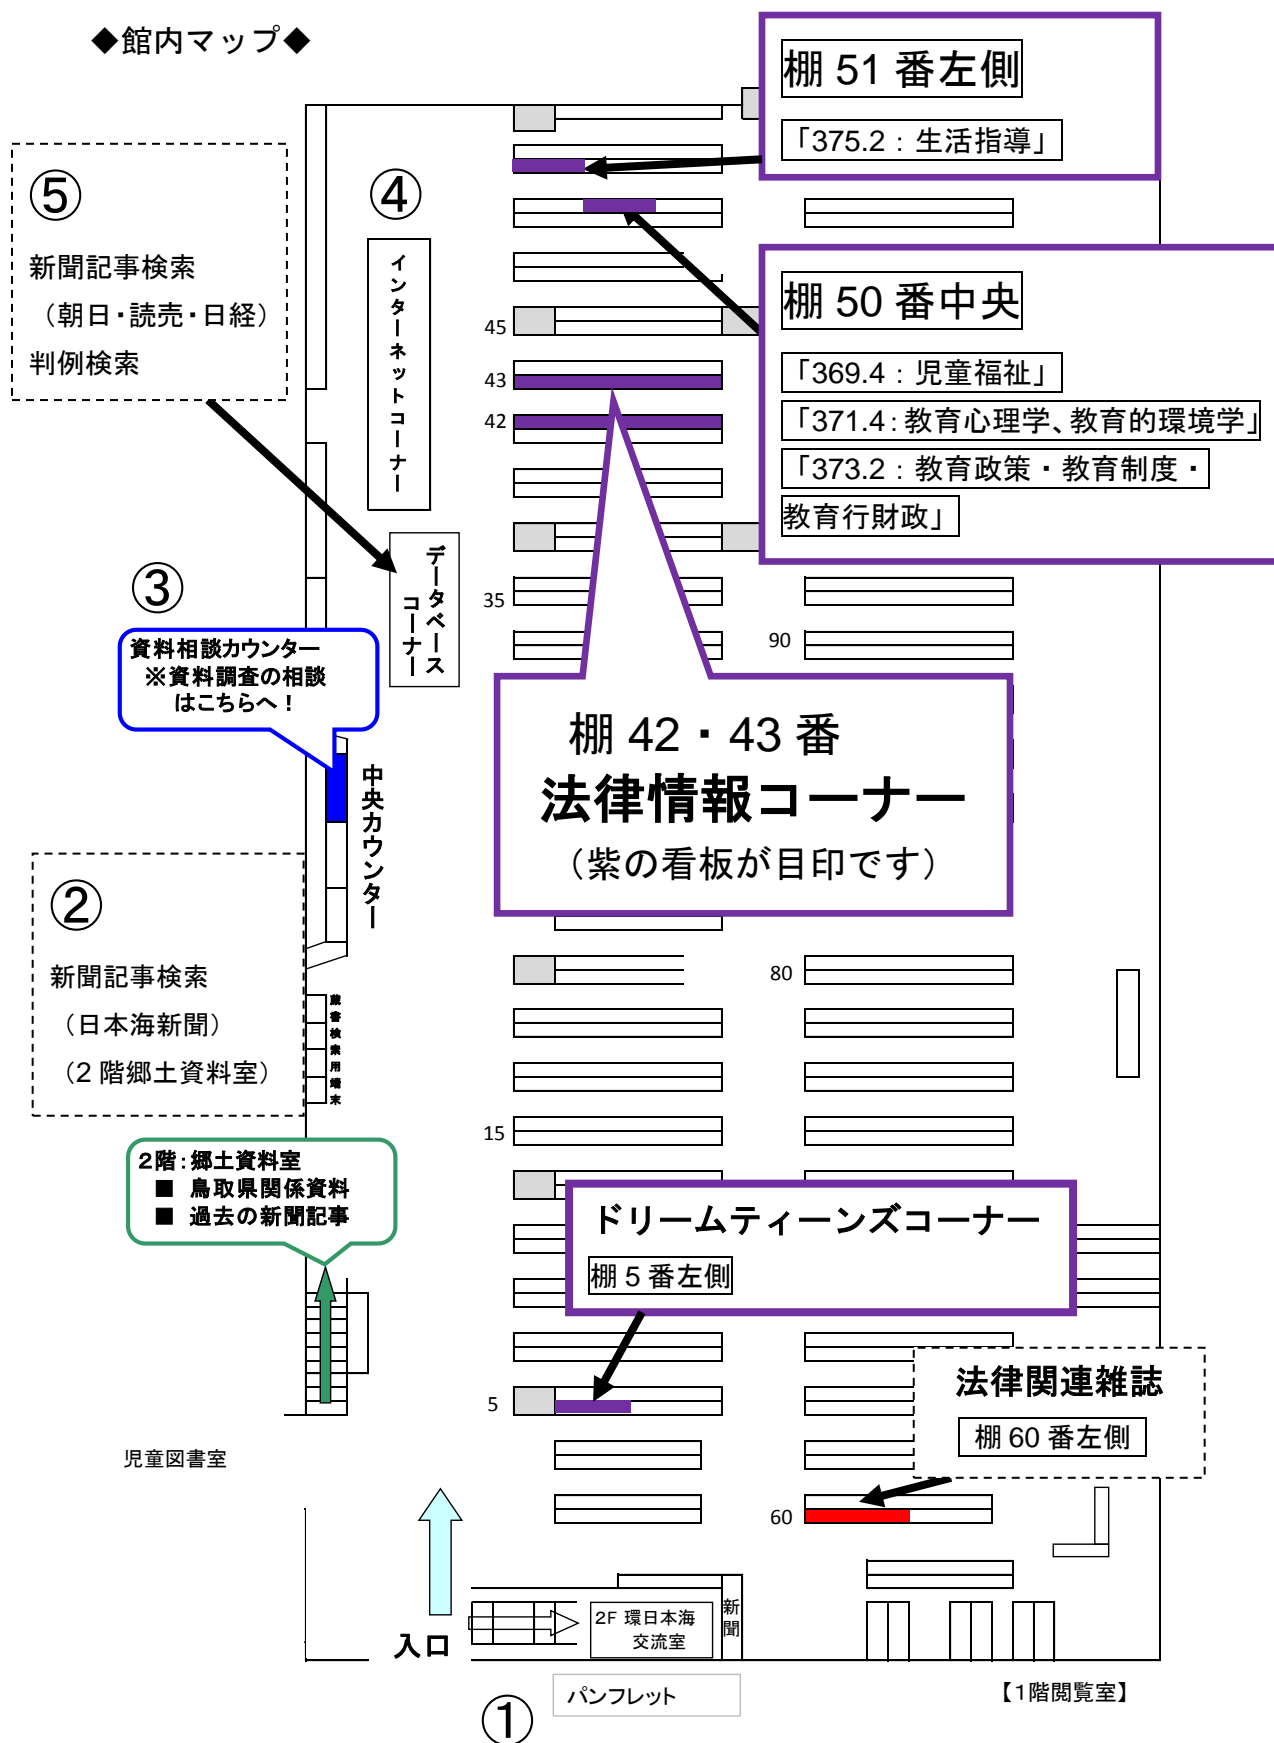 ◆館内マップ◆
棚 51 番左側
「375.2：生活指導」
⑤
新聞記事検索
（朝日・読売・日経）
判例検索
④
インターネットコーナー
棚 50 番中央
「369.4：児童福祉」
「371.4：教育心理学、教育的環境学」
「373.2：教育政策・教育制度・
教育行財政」
45
43
42
データベース
コーナー
35
90
③
資料相談カウンター
※資料調査の相談
はこちらへ！
中央カウンター
棚 42・43 番
法律情報コーナー
（紫の看板が目印です）
②
新聞記事検索
（日本海新聞）
（2 階郷土資料室）
蔵書検索用端末
80
15
2階：郷土資料室
■ 鳥取県関係資料
■ 過去の新聞記事
ドリームティーンズコーナー
棚 5 番左側
5
法律関連雑誌
棚 60 番左側
60
児童図書室
入口
2F 環日本海
交流室
新聞
①
パンフレット
【1階閲覧室】